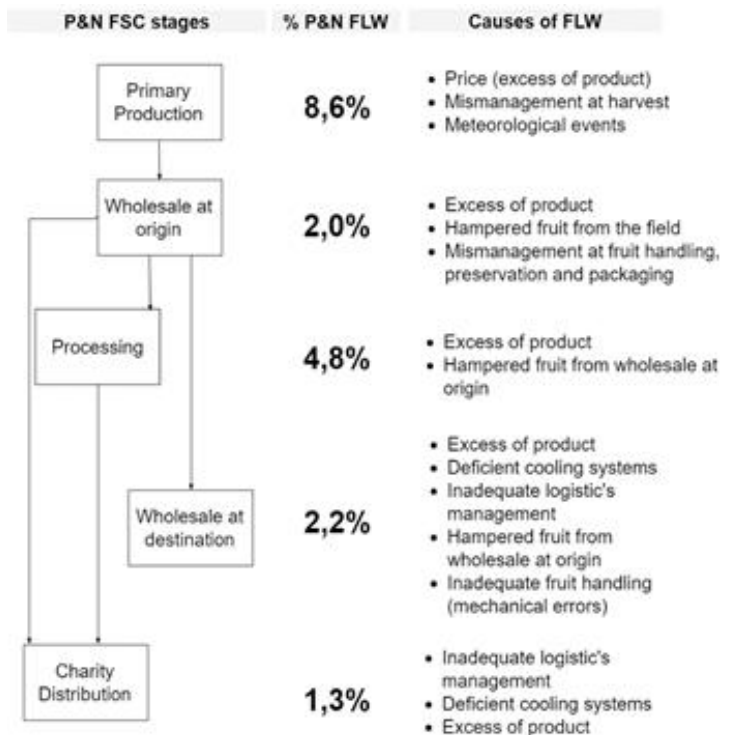 P&N FSC stages
% P&N FLW
Causes of FLW
Primary
Production
8,6%
• Price (excess of product)
• Mismanagement at harvest
• Meteorological events
Wholesale at
origin
2,0%
• Excess of product
• Hampered fruit from the field
• Mismanagement at fruit handling,
preservation and packaging
Processing
4,8%
• Excess of product
• Hampered fruit from wholesale at
origin
Wholesale at
destination
2,2%
• Excess of product
• Deficient cooling systems
• Inadequate logistic's
management
• Hampered fruit from
wholesale at origin
• Inadequate fruit handling
(mechanical errors)
Charity
Distribution
1,3%
• Inadequate logistic's
management
• Deficient cooling systems
• Excess of product